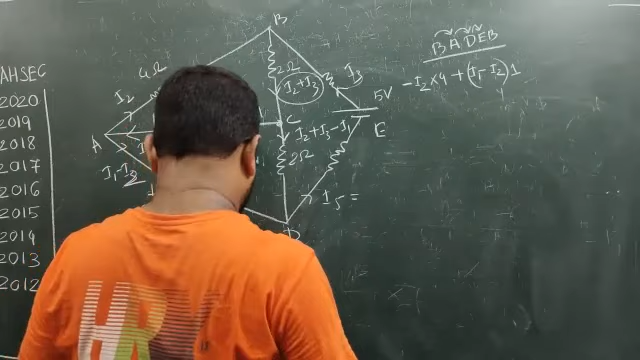 AHSEC
2020
2019
2018
2017
2016
2015
2014
2013
2012
B
4Ω
I₂
2Ω
I₂+I₃
I₃
5V
A
C
E
I₂+I₃-I₁
I₁-I₂
2Ω
I₅=
D
BADEB
-I₂×4+(I₁-I₂)1